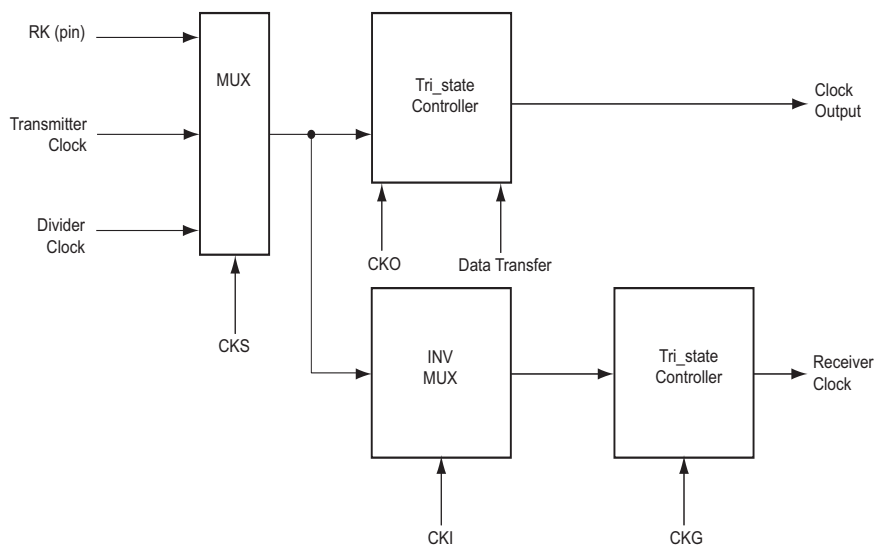 RK (pin)
MUX
Tri_state
Controller
Clock
Output
Transmitter
Clock
Divider
Clock
CKO
Data Transfer
CKS
INV
MUX
Tri_state
Controller
Receiver
Clock
CKI
CKG